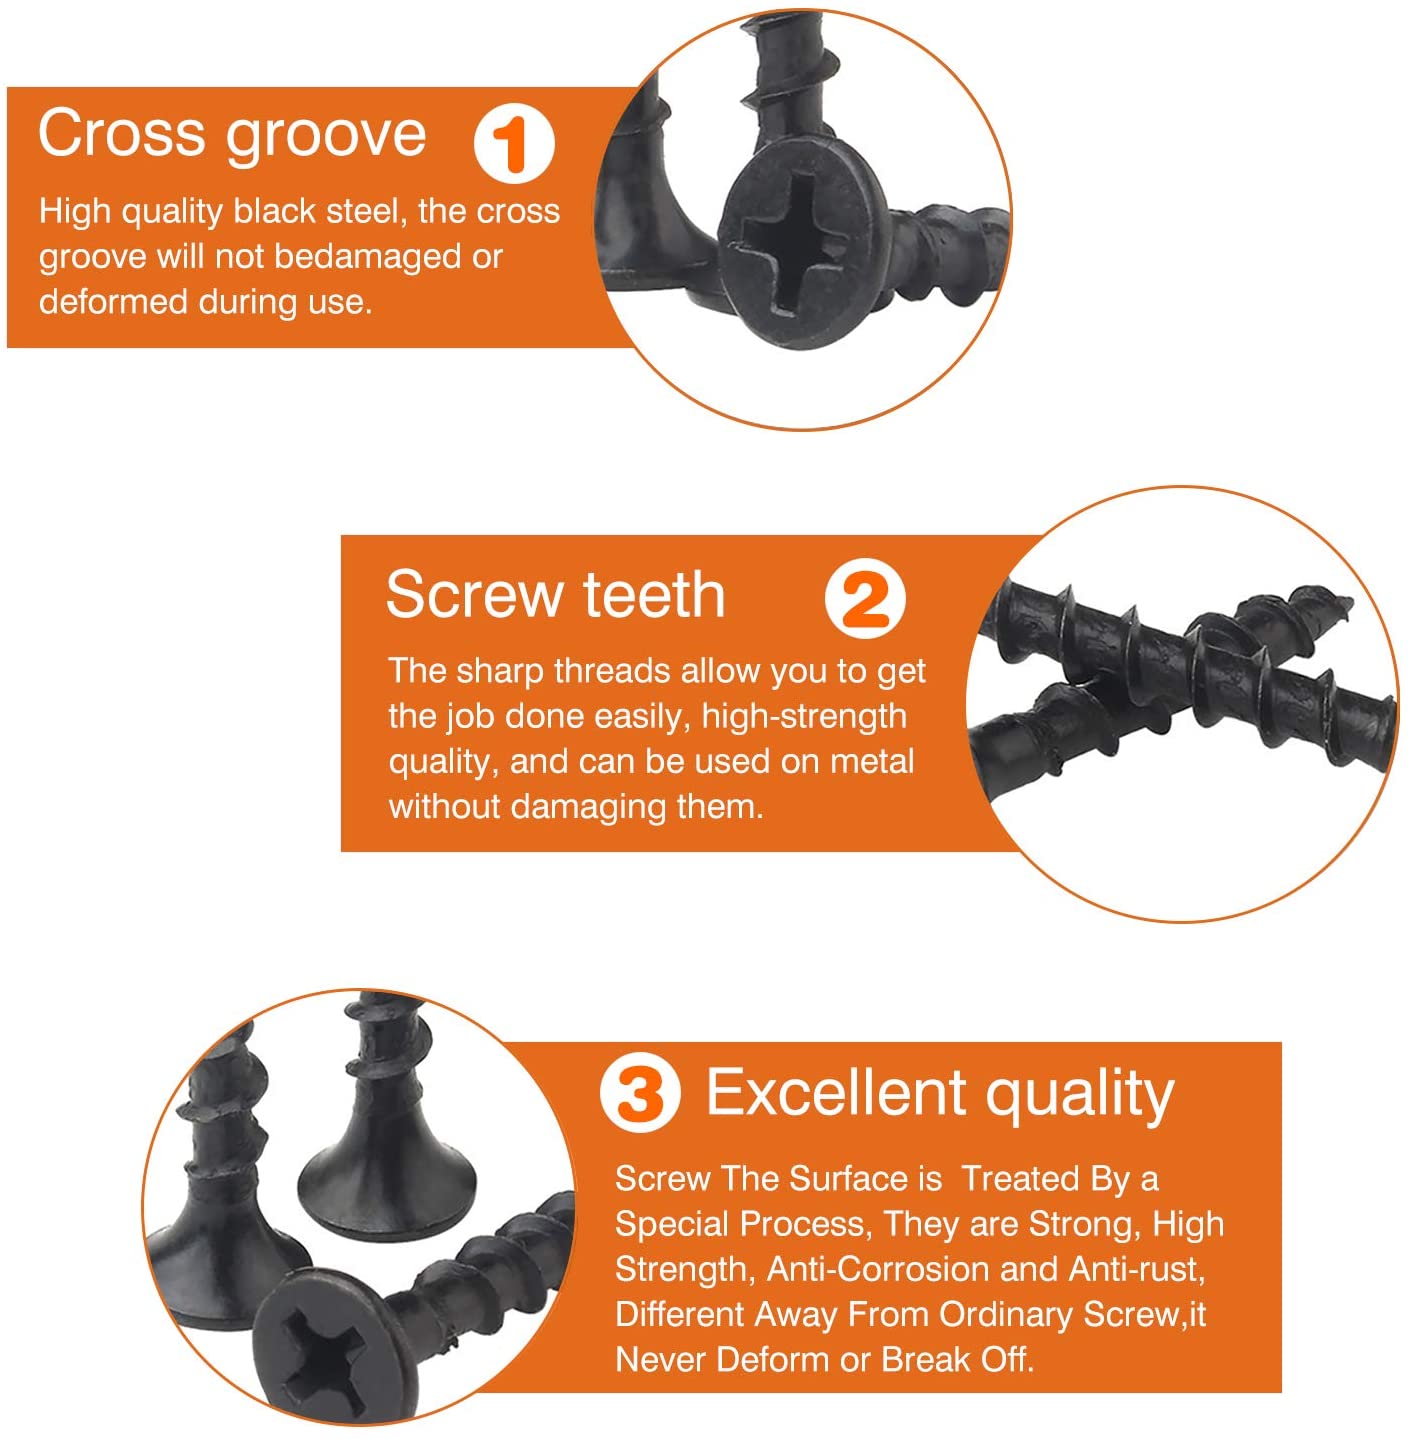 Cross groove 1
High quality black steel, the cross
groove will not bedamaged or
deformed during use.
Screw teeth 2
The sharp threads allow you to get
the job done easily, high-strength
quality, and can be used on metal
without damaging them.
3 Excellent quality
Screw The Surface is  Treated By a
Special Process, They are Strong, High
Strength, Anti-Corrosion and Anti-rust,
Different Away From Ordinary Screw,it
Never Deform or Break Off.